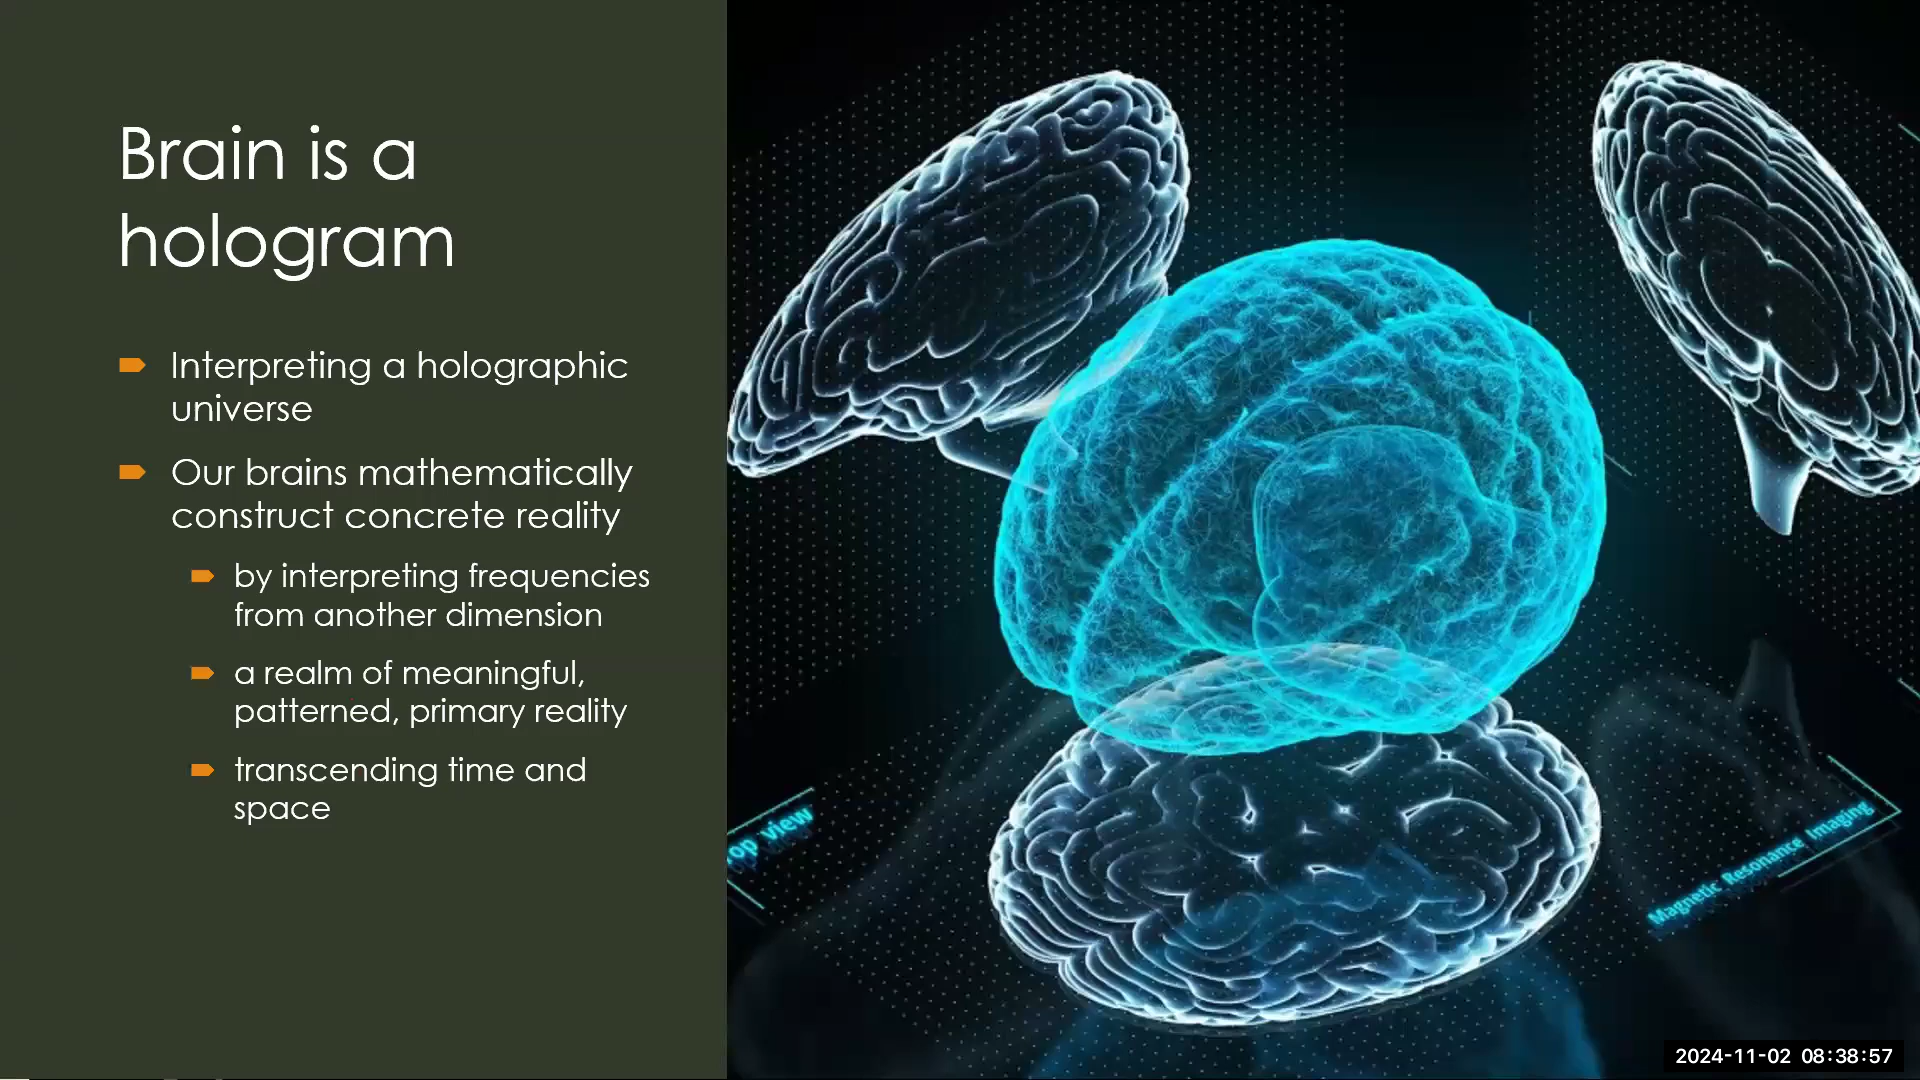 Brain is a
hologram
Interpreting a holographic
universe
Our brains mathematically
construct concrete reality
by interpreting frequencies
from another dimension
a realm of meaningful,
patterned, primary reality
transcending time and
space
view
Magnetic Resonance Imaging
2024-11-02 08:38:57